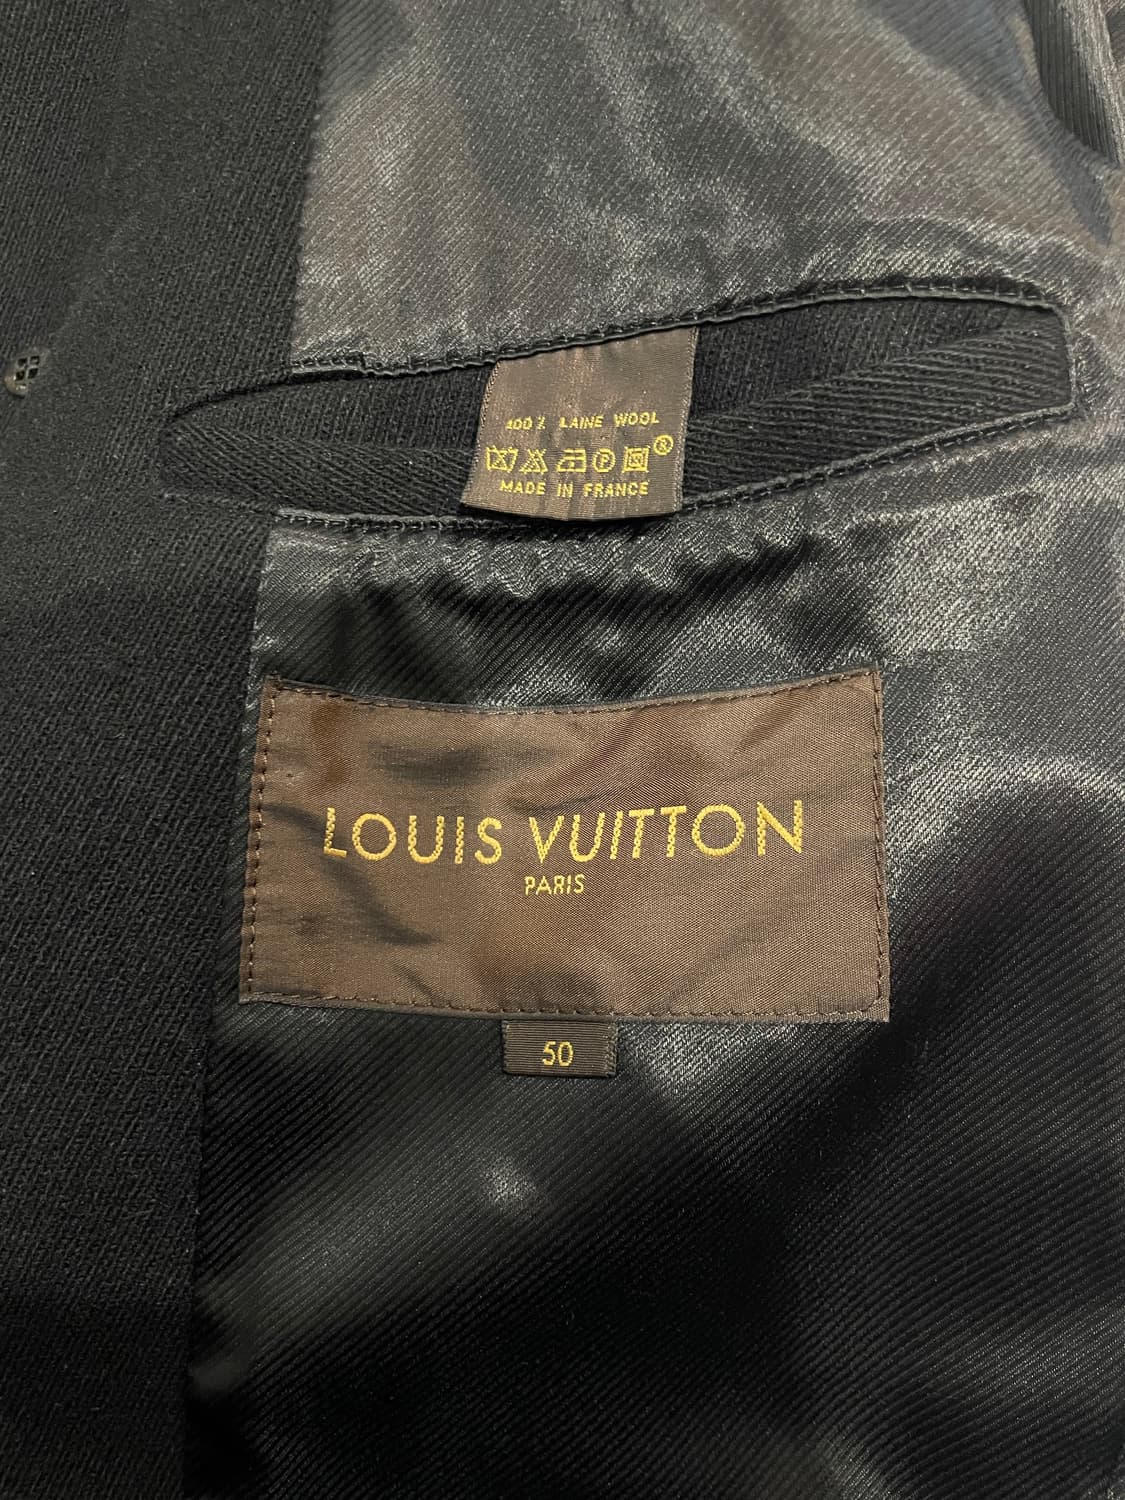 100% LAINE WOOL
P ®
MADE IN FRANCE
LOUIS VUITTON
PARIS
50